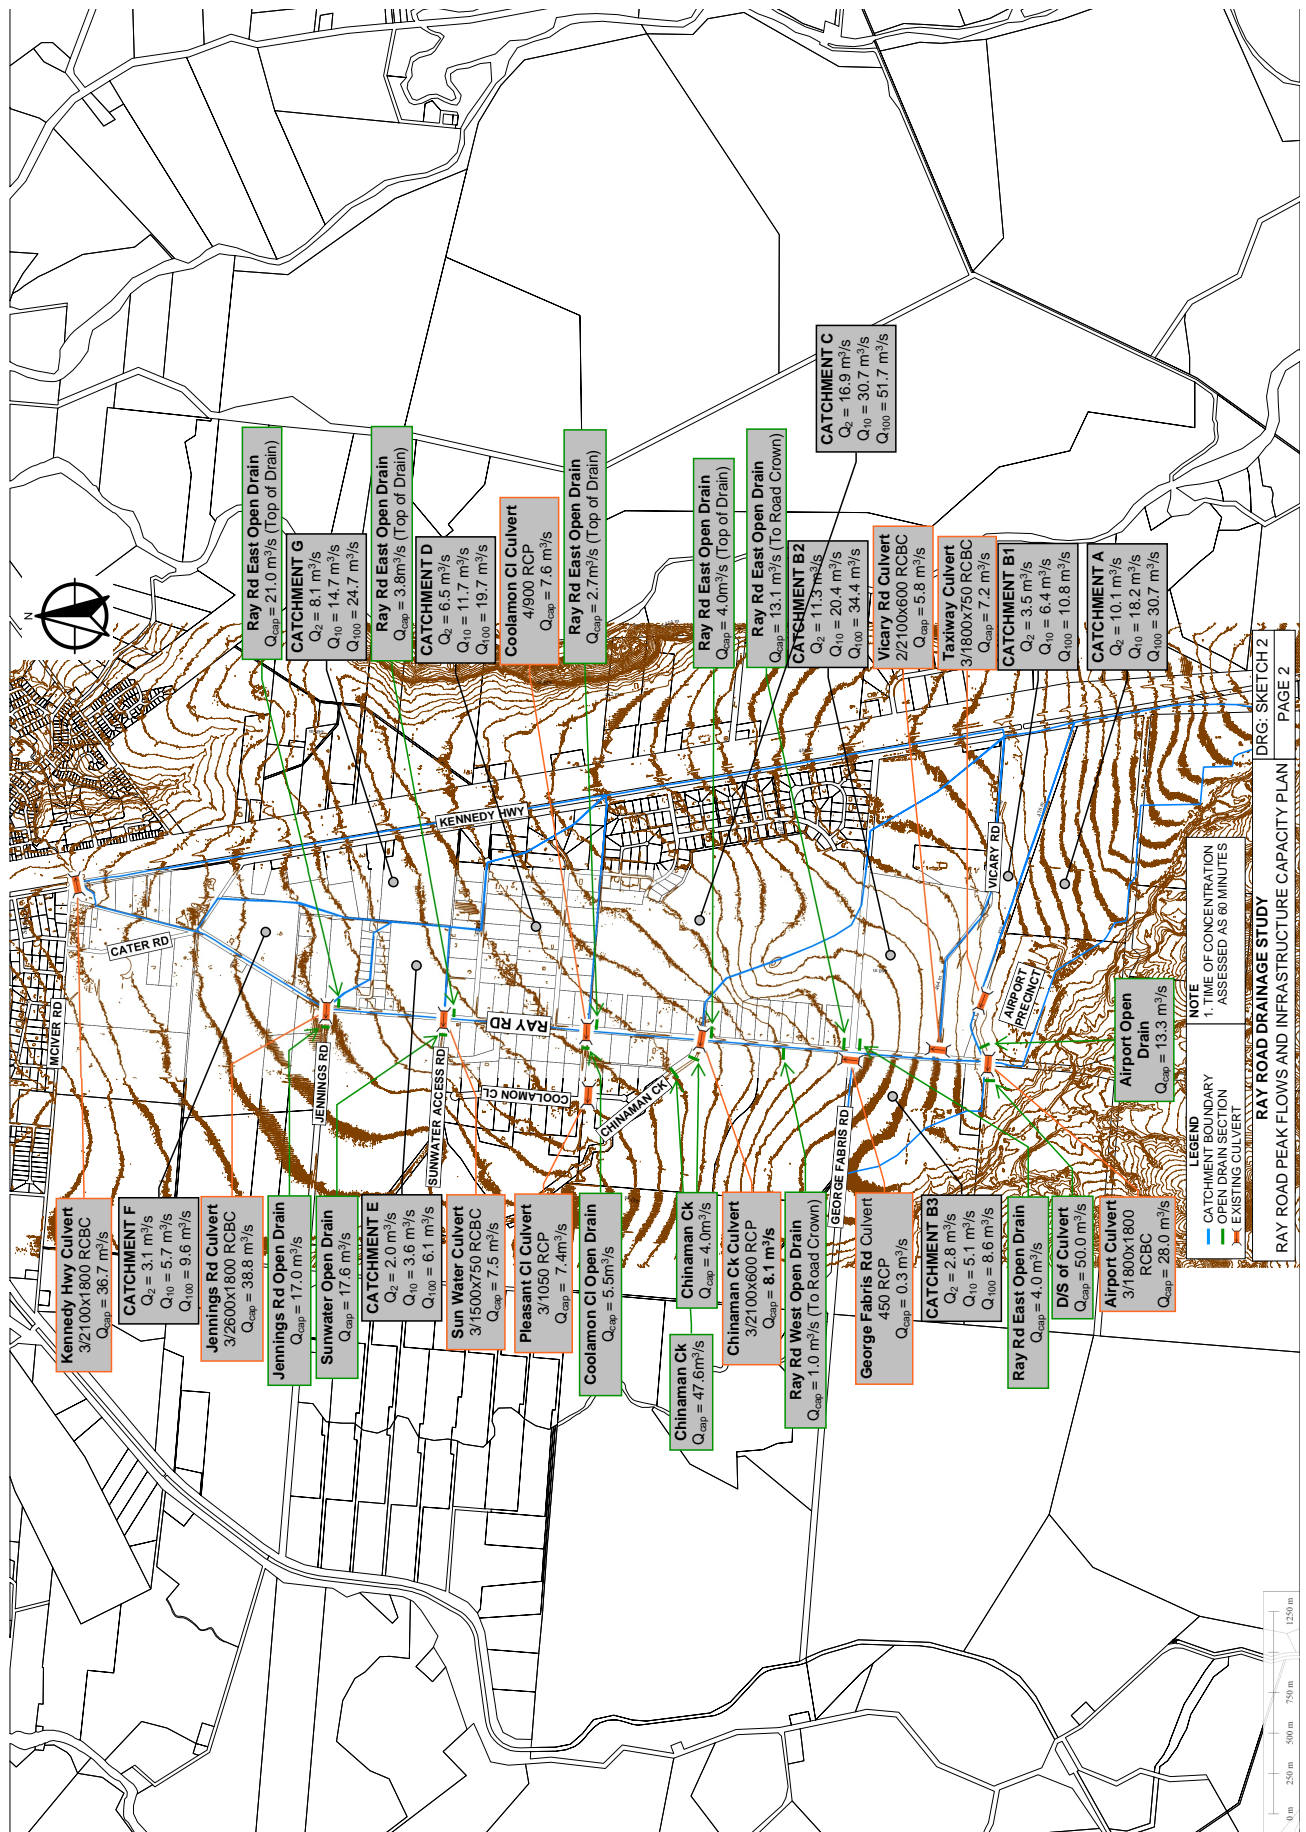 N
Ray Rd East Open Drain
Qcap = 21.0 m³/s (Top of Drain)
CATCHMENT G
Q2 = 8.1 m³/s
Q10 = 14.7 m³/s
Q100 = 24.7 m³/s
Ray Rd East Open Drain
Qcap = 3.8m³/s (Top of Drain)
CATCHMENT D
Q2 = 6.5 m³/s
Q10 = 11.7 m³/s
Q100 = 19.7 m³/s
Coolamon Cl Culvert
4/900 RCP
Qcap = 7.6 m³/s
Ray Rd East Open Drain
Qcap = 2.7m³/s (Top of Drain)
Ray Rd East Open Drain
Qcap = 4.0m³/s (Top of Drain)
Ray Rd East Open Drain
Qcap = 13.1 m³/s (To Road Crown)
CATCHMENT B2
Q2 = 11.3 m³/s
Q10 = 20.4 m³/s
Q100 = 34.4 m³/s
CATCHMENT C
Q2 = 16.9 m³/s
Q10 = 30.7 m³/s
Q100 = 51.7 m³/s
Vicary Rd Culvert
2/2100x600 RCBC
Qcap = 5.8 m³/s
Taxiway Culvert
3/1800x750 RCBC
Qcap = 7.2 m³/s
CATCHMENT B1
Q2 = 3.5 m³/s
Q10 = 6.4 m³/s
Q100 = 10.8 m³/s
CATCHMENT A
Q2 = 10.1 m³/s
Q10 = 18.2 m³/s
Q100 = 30.7 m³/s
MCIVER RD
CATER RD
KENNEDY HWY
JENNINGS RD
SUNWATER ACCESS RD
RAY RD
COOLAMON CL
CHINAMAN CK
GEORGE FABRIS RD
VICARY RD
AIRPORT
PRECINCT
Kennedy Hwy Culvert
3/2100x1800 RCBC
Qcap = 36.7 m³/s
CATCHMENT F
Q2 = 3.1 m³/s
Q10 = 5.7 m³/s
Q100 = 9.6 m³/s
Jennings Rd Culvert
3/2600x1800 RCBC
Qcap = 38.8 m³/s
Jennings Rd Open Drain
Qcap = 17.0 m³/s
Sunwater Open Drain
Qcap = 17.6 m³/s
CATCHMENT E
Q2 = 2.0 m³/s
Q10 = 3.6 m³/s
Q100 = 6.1 m³/s
Sun Water Culvert
3/1500x750 RCBC
Qcap = 7.5 m³/s
Pleasant Cl Culvert
3/1050 RCP
Qcap = 7.4m³/s
Coolamon Cl Open Drain
Qcap = 5.5m³/s
Chinaman Ck
Qcap = 47.6m³/s
Chinaman Ck
Qcap = 4.0m³/s
Chinaman Ck Culvert
3/2100x600 RCP
Qcap = 8.1 m³/s
Ray Rd West Open Drain
Qcap = 1.0 m³/s (To Road Crown)
George Fabris Rd Culvert
450 RCP
Qcap = 0.3 m³/s
CATCHMENT B3
Q2 = 2.8 m³/s
Q10 = 5.1 m³/s
Q100 = 8.6 m³/s
Ray Rd East Open Drain
Qcap = 4.0 m³/s
D/S of Culvert
Qcap = 50.0 m³/s
Airport Culvert
3/1800x1800
RCBC
Qcap = 28.0 m³/s
Airport Open
Drain
Qcap = 13.3 m³/s
LEGEND
CATCHMENT BOUNDARY
OPEN DRAIN SECTION
EXISTING CULVERT
NOTE
1. TIME OF CONCENTRATION
ASSESSED AS 60 MINUTES
RAY ROAD DRAINAGE STUDY
RAY ROAD PEAK FLOWS AND INFRASTRUCTURE CAPACITY PLAN
DRG: SKETCH 2
PAGE 2
0 m 250 m 500 m 750 m 1250 m